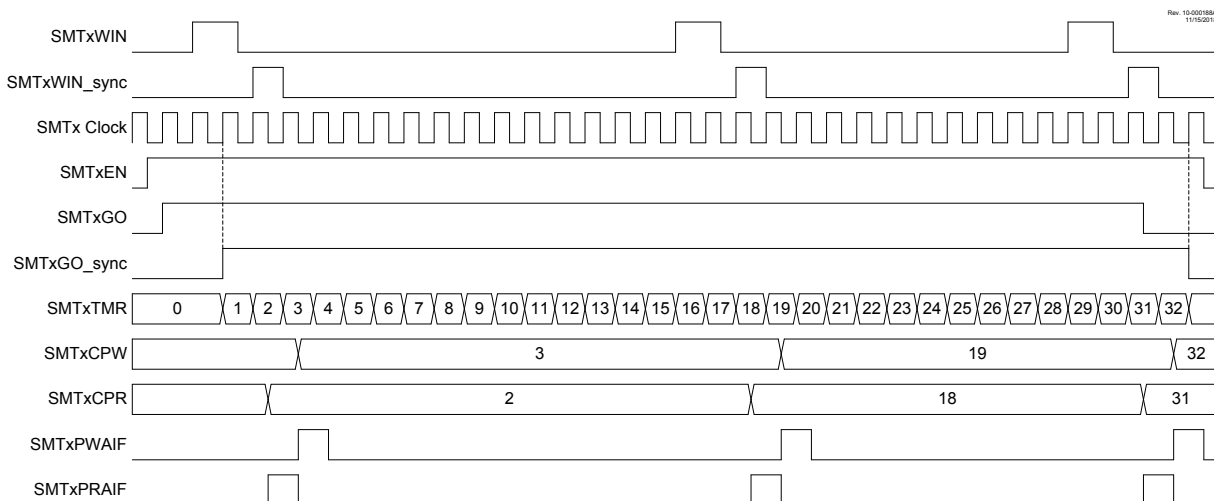 Rev. 10-000188A
11/15/201
SMTxWIN
SMTxWIN_sync
SMTx Clock
SMTxEN
SMTxGO
SMTxGO_sync
SMTxTMR 0 1 2 3 4 5 6 7 8 9 10 11 12 13 14 15 16 17 18 19 20 21 22 23 24 25 26 27 28 29 30 31 32
SMTxCPW 3 19 32
SMTxCPR 2 18 31
SMTxPWAIF
SMTxPRAIF